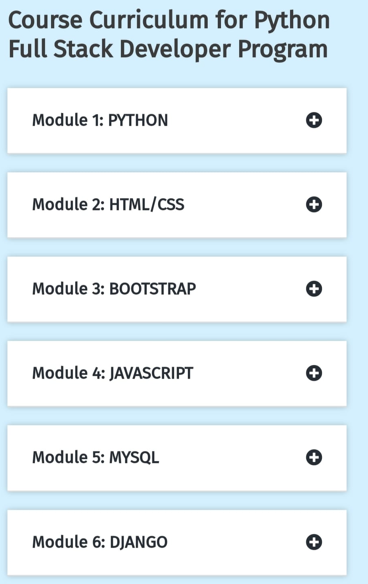 Course Curriculum for Python
Full Stack Developer Program
Module 1: PYTHON
Module 2: HTML/CSS
Module 3: BOOTSTRAP
Module 4: JAVASCRIPT
Module 5: MYSQL
Module 6: DJANGO